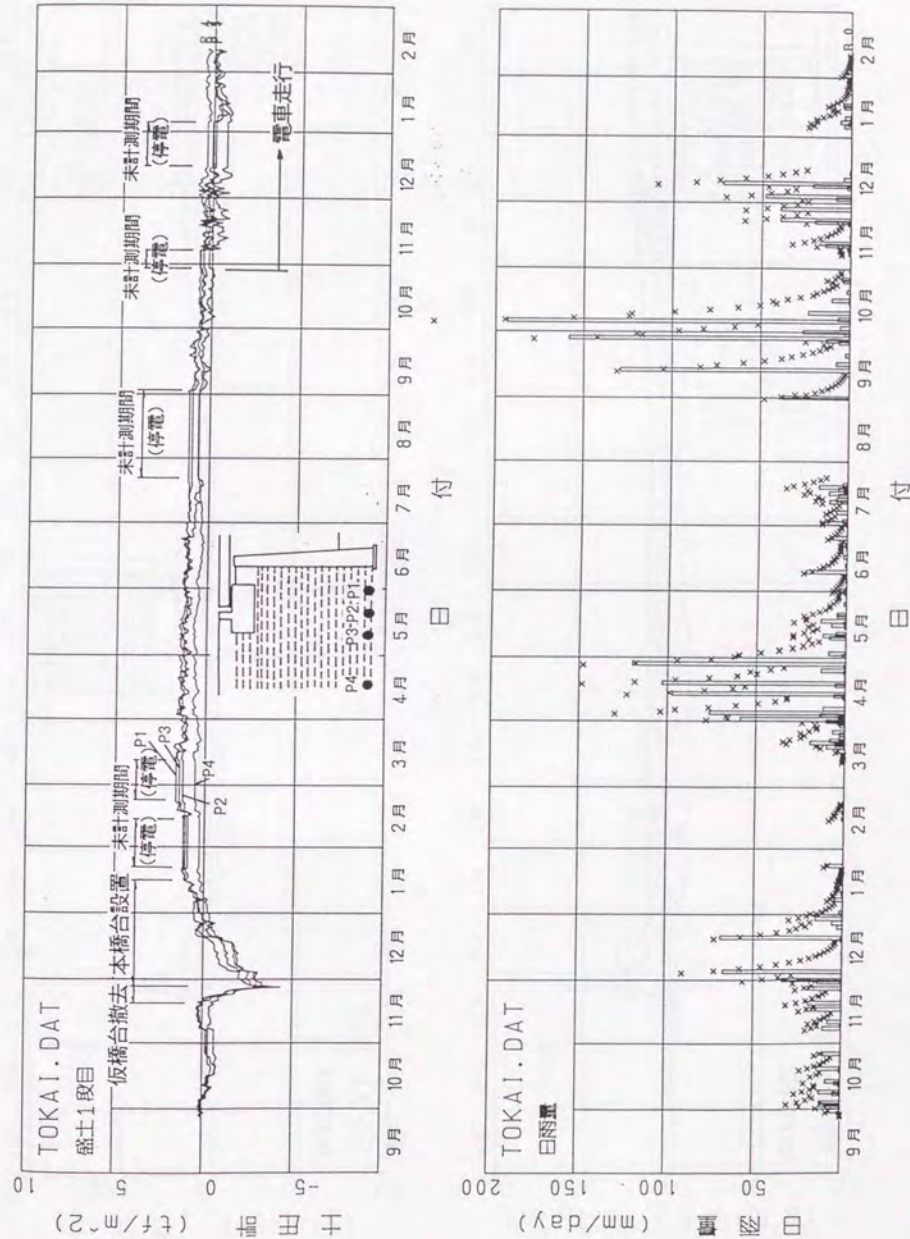 TOKAI.DAT
盛土1段目
土圧計
(tf/m^2)
10
5
0
-5
仮橋台撤去
本橋台設置
未計測期間
(停電)
(停電)
P1
P3
P4
P2
未計測期間
(停電)
未計測期間
(停電)
未計測期間
(停電)
電車走行
P4 P3 P2 P1
9月 10月 11月 12月 1月 2月 3月 4月 5月 6月 7月 8月 9月 10月 11月 12月 1月 2月
日 付
TOKAI.DAT
日雨量
日雨量
(mm/day)
200
150
100
50
9月 10月 11月 12月 1月 2月 3月 4月 5月 6月 7月 8月 9月 10月 11月 12月 1月 2月
日 付